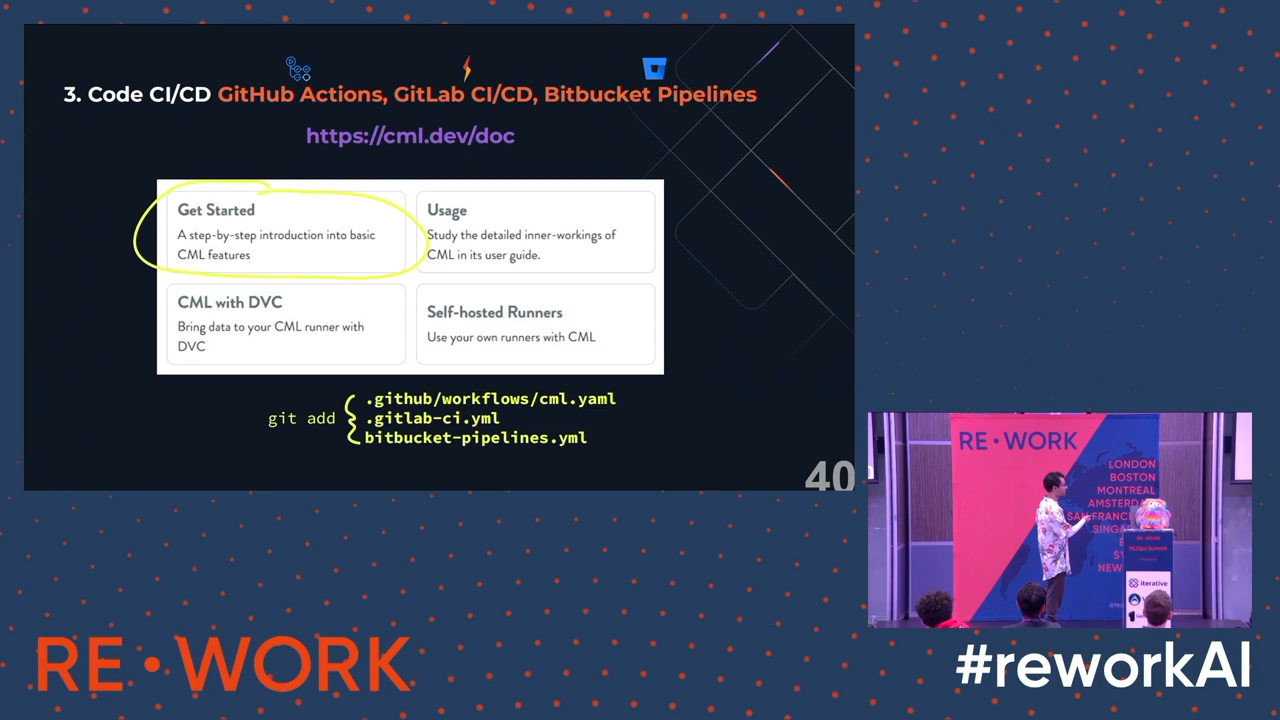 3. Code CI/CD GitHub Actions, GitLab CI/CD, Bitbucket Pipelines
https://cml.dev/doc
Get Started
A step-by-step introduction into basic
CML features
Usage
Study the detailed inner-workings of
CML in its user guide.
CML with DVC
Bring data to your CML runner with
DVC
Self-hosted Runners
Use your own runners with CML
git add
.github/workflows/cml.yaml
.gitlab-ci.yml
bitbucket-pipelines.yml
40
RE•WORK
LONDON
BOSTON
MONTREAL
MLOps Summit
iterative
RE•WORK
#reworkAI